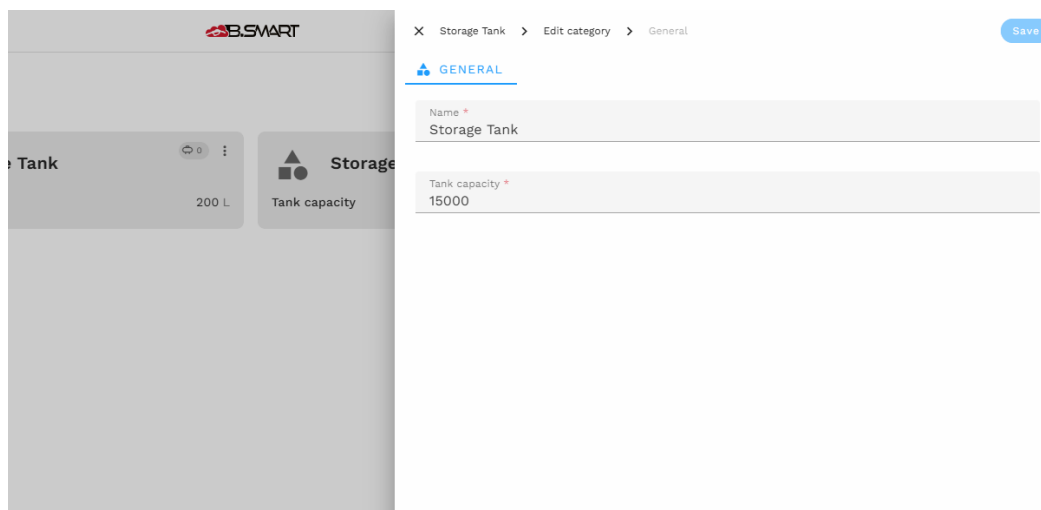 B.SMART
Storage Tank > Edit category > General
Save
GENERAL
Name *
Storage Tank
Tank capacity *
15000
Tank
0
200 L
Storage
Tank capacity